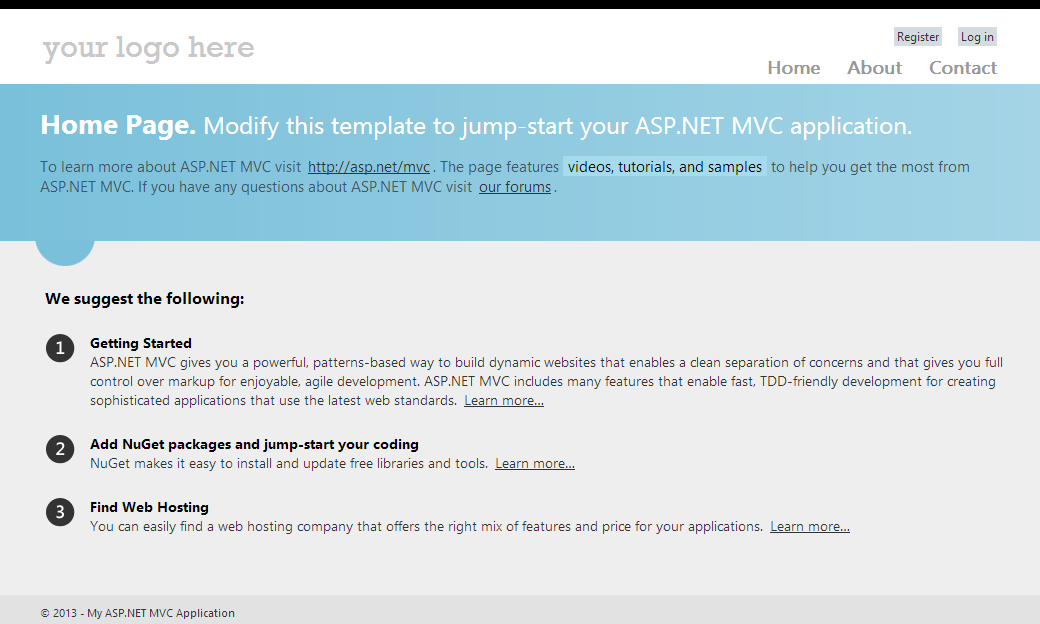 your logo here
Register Log in
Home About Contact
Home Page. Modify this template to jump-start your ASP.NET MVC application.
To learn more about ASP.NET MVC visit http://asp.net/mvc. The page features videos, tutorials, and samples to help you get the most from
ASP.NET MVC. If you have any questions about ASP.NET MVC visit our forums.
We suggest the following:
1 Getting Started
ASP.NET MVC gives you a powerful, patterns-based way to build dynamic websites that enables a clean separation of concerns and that gives you full
control over markup for enjoyable, agile development. ASP.NET MVC includes many features that enable fast, TDD-friendly development for creating
sophisticated applications that use the latest web standards. Learn more...
2 Add NuGet packages and jump-start your coding
NuGet makes it easy to install and update free libraries and tools. Learn more...
3 Find Web Hosting
You can easily find a web hosting company that offers the right mix of features and price for your applications. Learn more...
© 2013 - My ASP.NET MVC Application